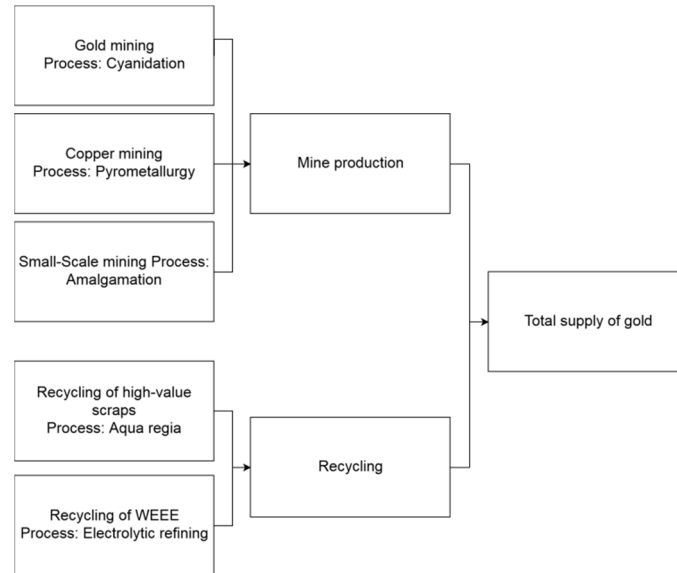 Gold mining
Process: Cyanidation
Copper mining
Process: Pyrometallurgy
Small-Scale mining Process:
Amalgamation
Mine production
Total supply of gold
Recycling of high-value
scraps
Process: Aqua regia
Recycling
Recycling of WEEE
Process: Electrolytic refining